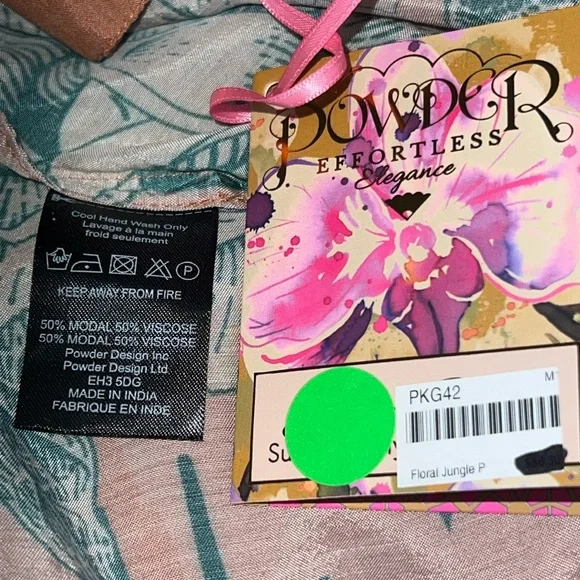 Cool Hand Wash Only
Lavage à la main
froid seulement
P
KEEP AWAY FROM FIRE
50% MODAL 50% VISCOSE
50% MODAL 50% VISCOSE
Powder Design Inc
Powder Design Ltd
EH3 5DG
MADE IN INDIA
FABRIQUE EN INDE
POWDER
EFFORTLESS
Elegance
Su
y
PKG42
Floral Jungle P